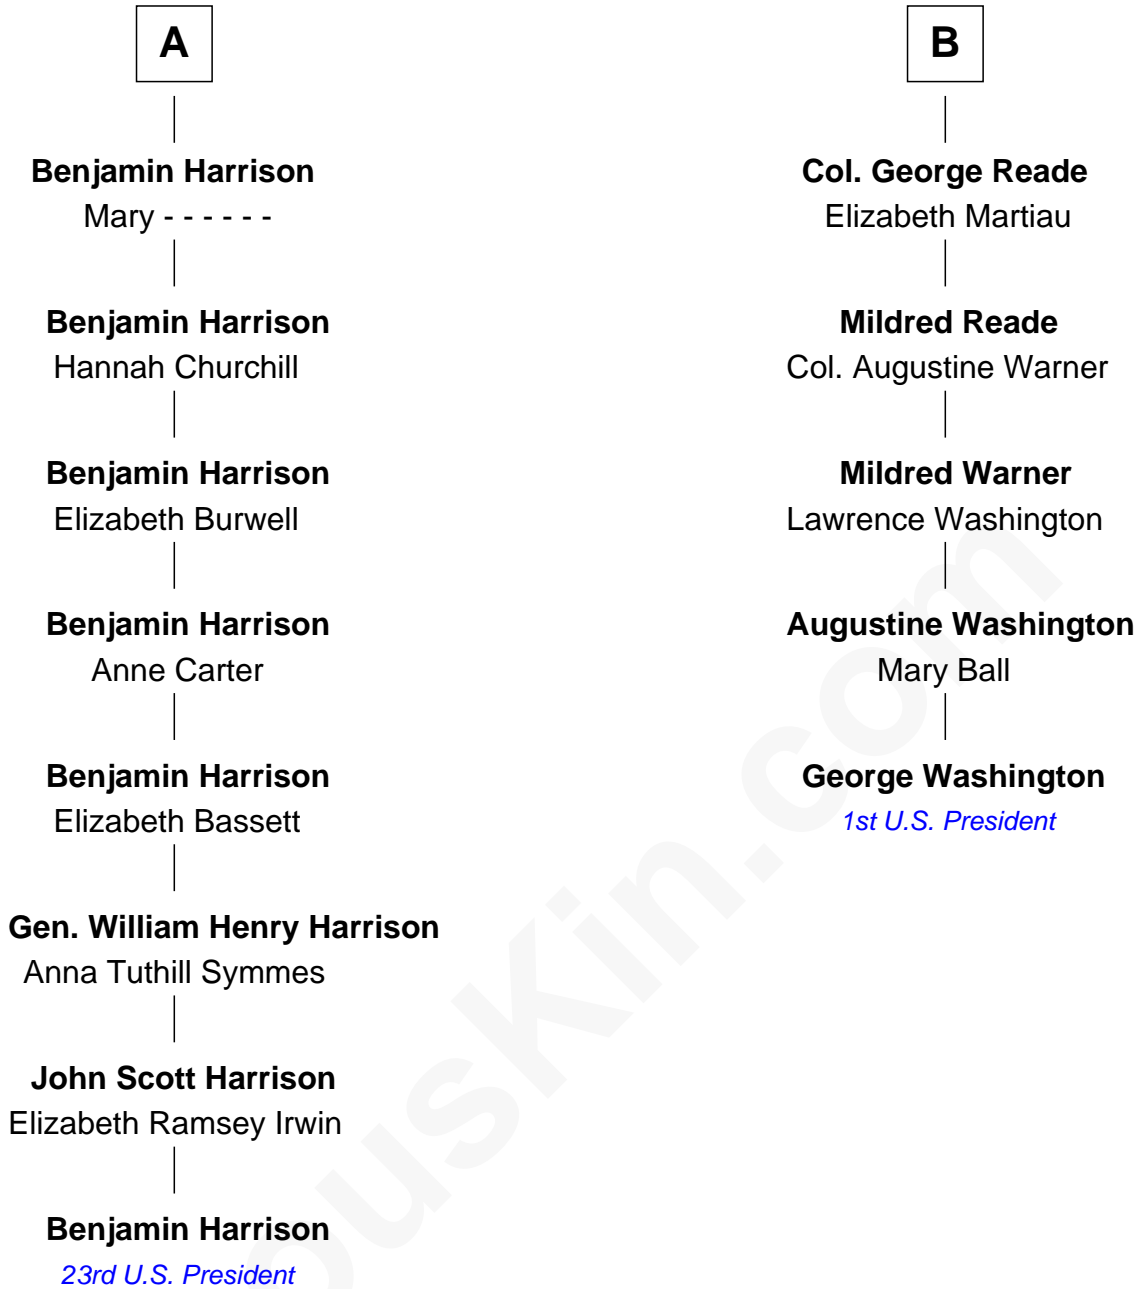 A
Benjamin Harrison
Mary - - - - - -
Benjamin Harrison
Hannah Churchill
Benjamin Harrison
Elizabeth Burwell
Benjamin Harrison
Anne Carter
Benjamin Harrison
Elizabeth Bassett
Gen. William Henry Harrison
Anna Tuthill Symmes
John Scott Harrison
Elizabeth Ramsey Irwin
Benjamin Harrison
23rd U.S. President
B
Col. George Reade
Elizabeth Martiau
Mildred Reade
Col. Augustine Warner
Mildred Warner
Lawrence Washington
Augustine Washington
Mary Ball
George Washington
1st U.S. President
ousKin.com